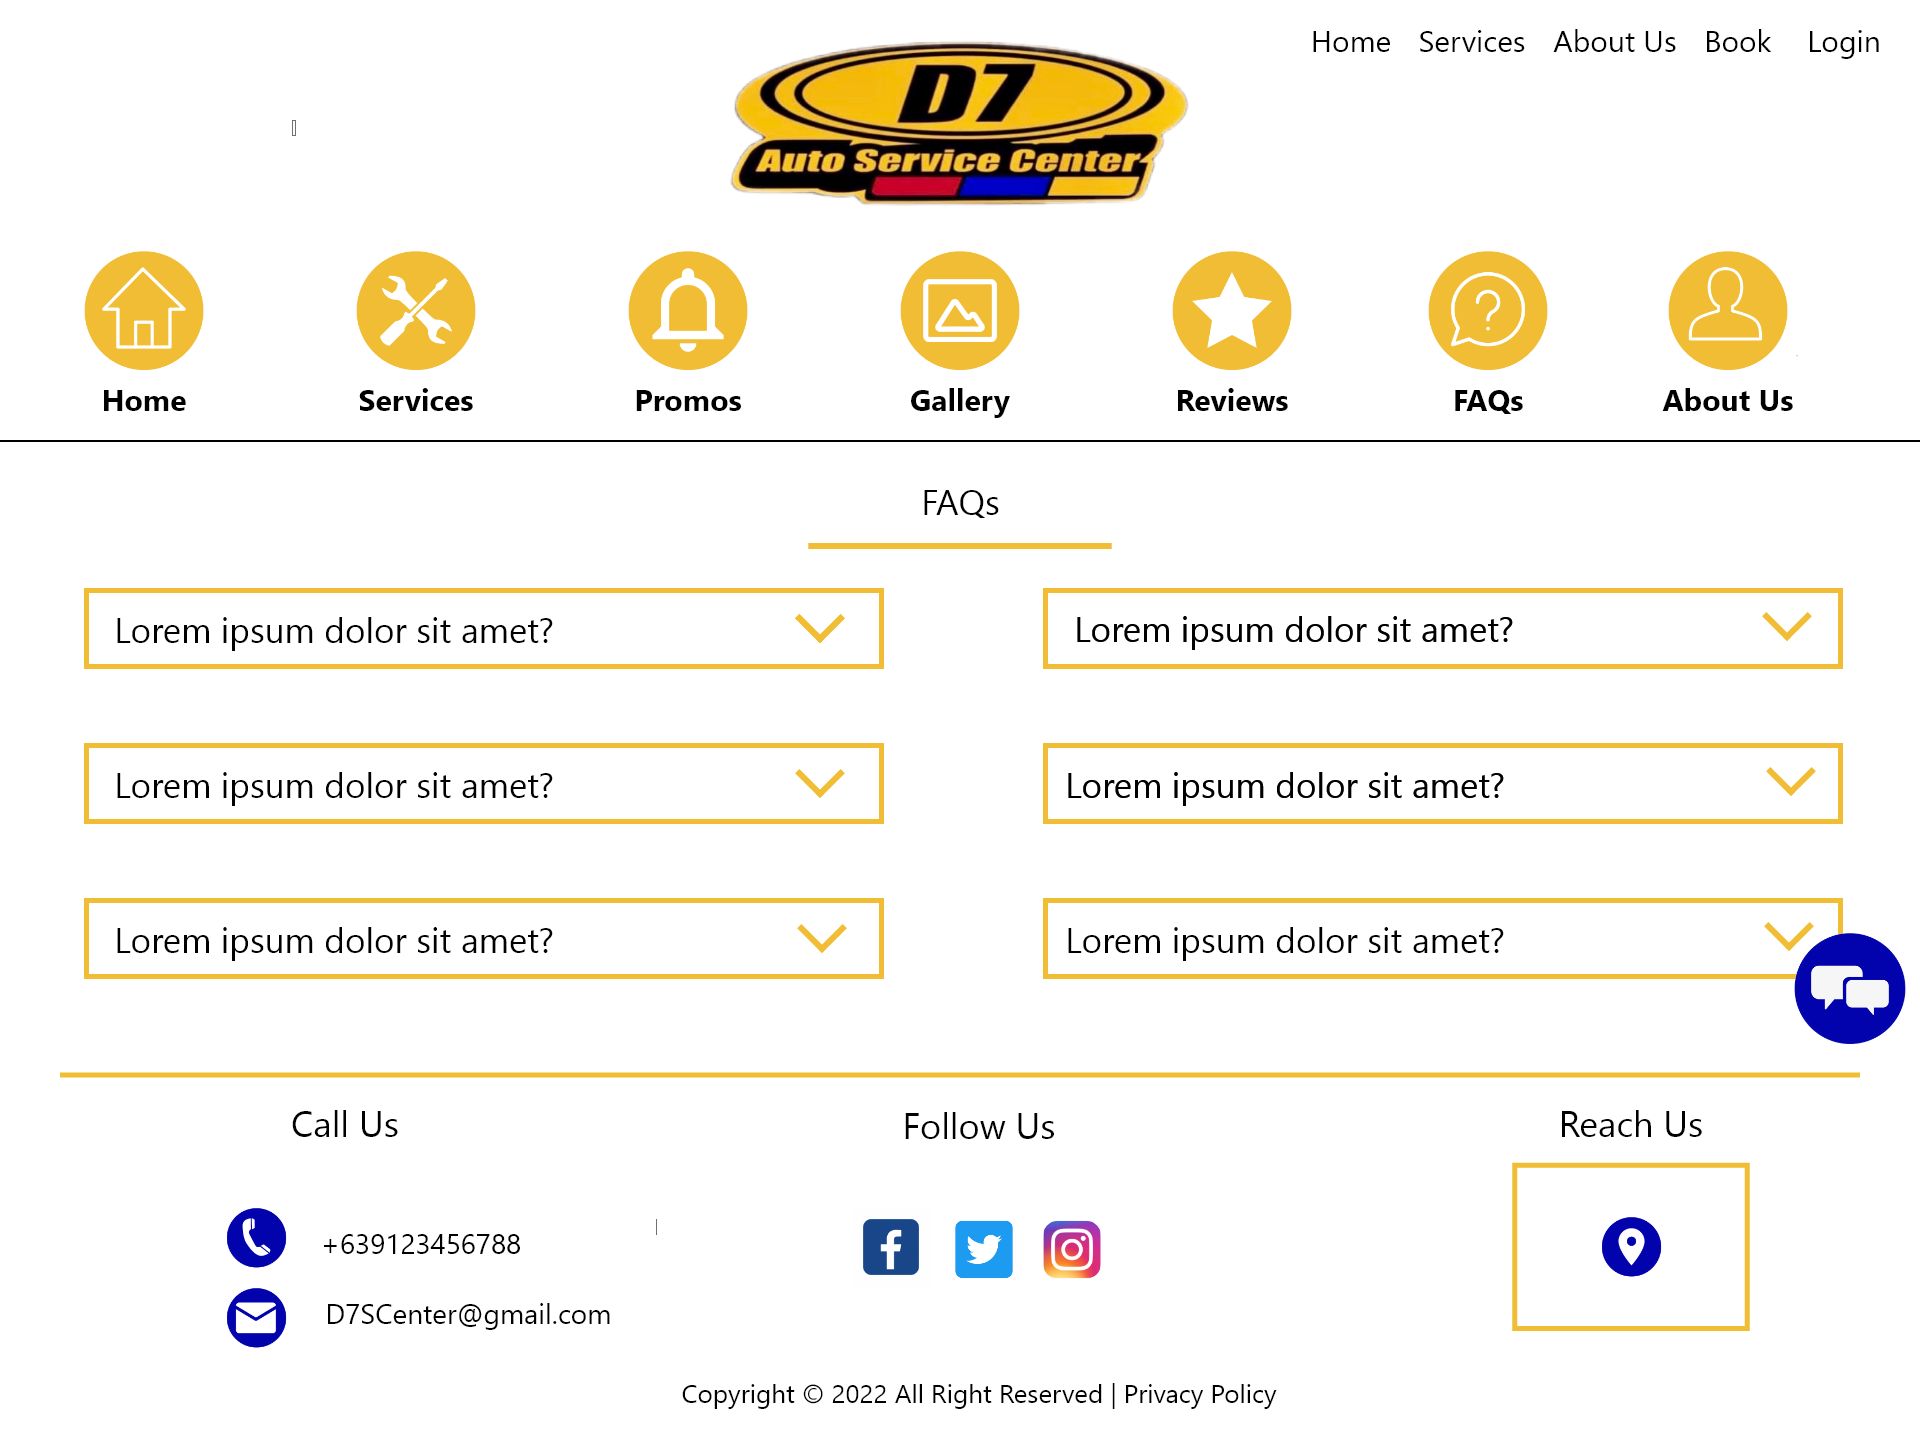 Home Services About Us Book Login
D7
Auto Service Center
Home Services Promos Gallery Reviews FAQs About Us
FAQs
Lorem ipsum dolor sit amet? Lorem ipsum dolor sit amet?
Lorem ipsum dolor sit amet? Lorem ipsum dolor sit amet?
Lorem ipsum dolor sit amet? Lorem ipsum dolor sit amet?
Call Us Follow Us Reach Us
+639123456788
D7SCenter@gmail.com
Copyright © 2022 All Right Reserved | Privacy Policy